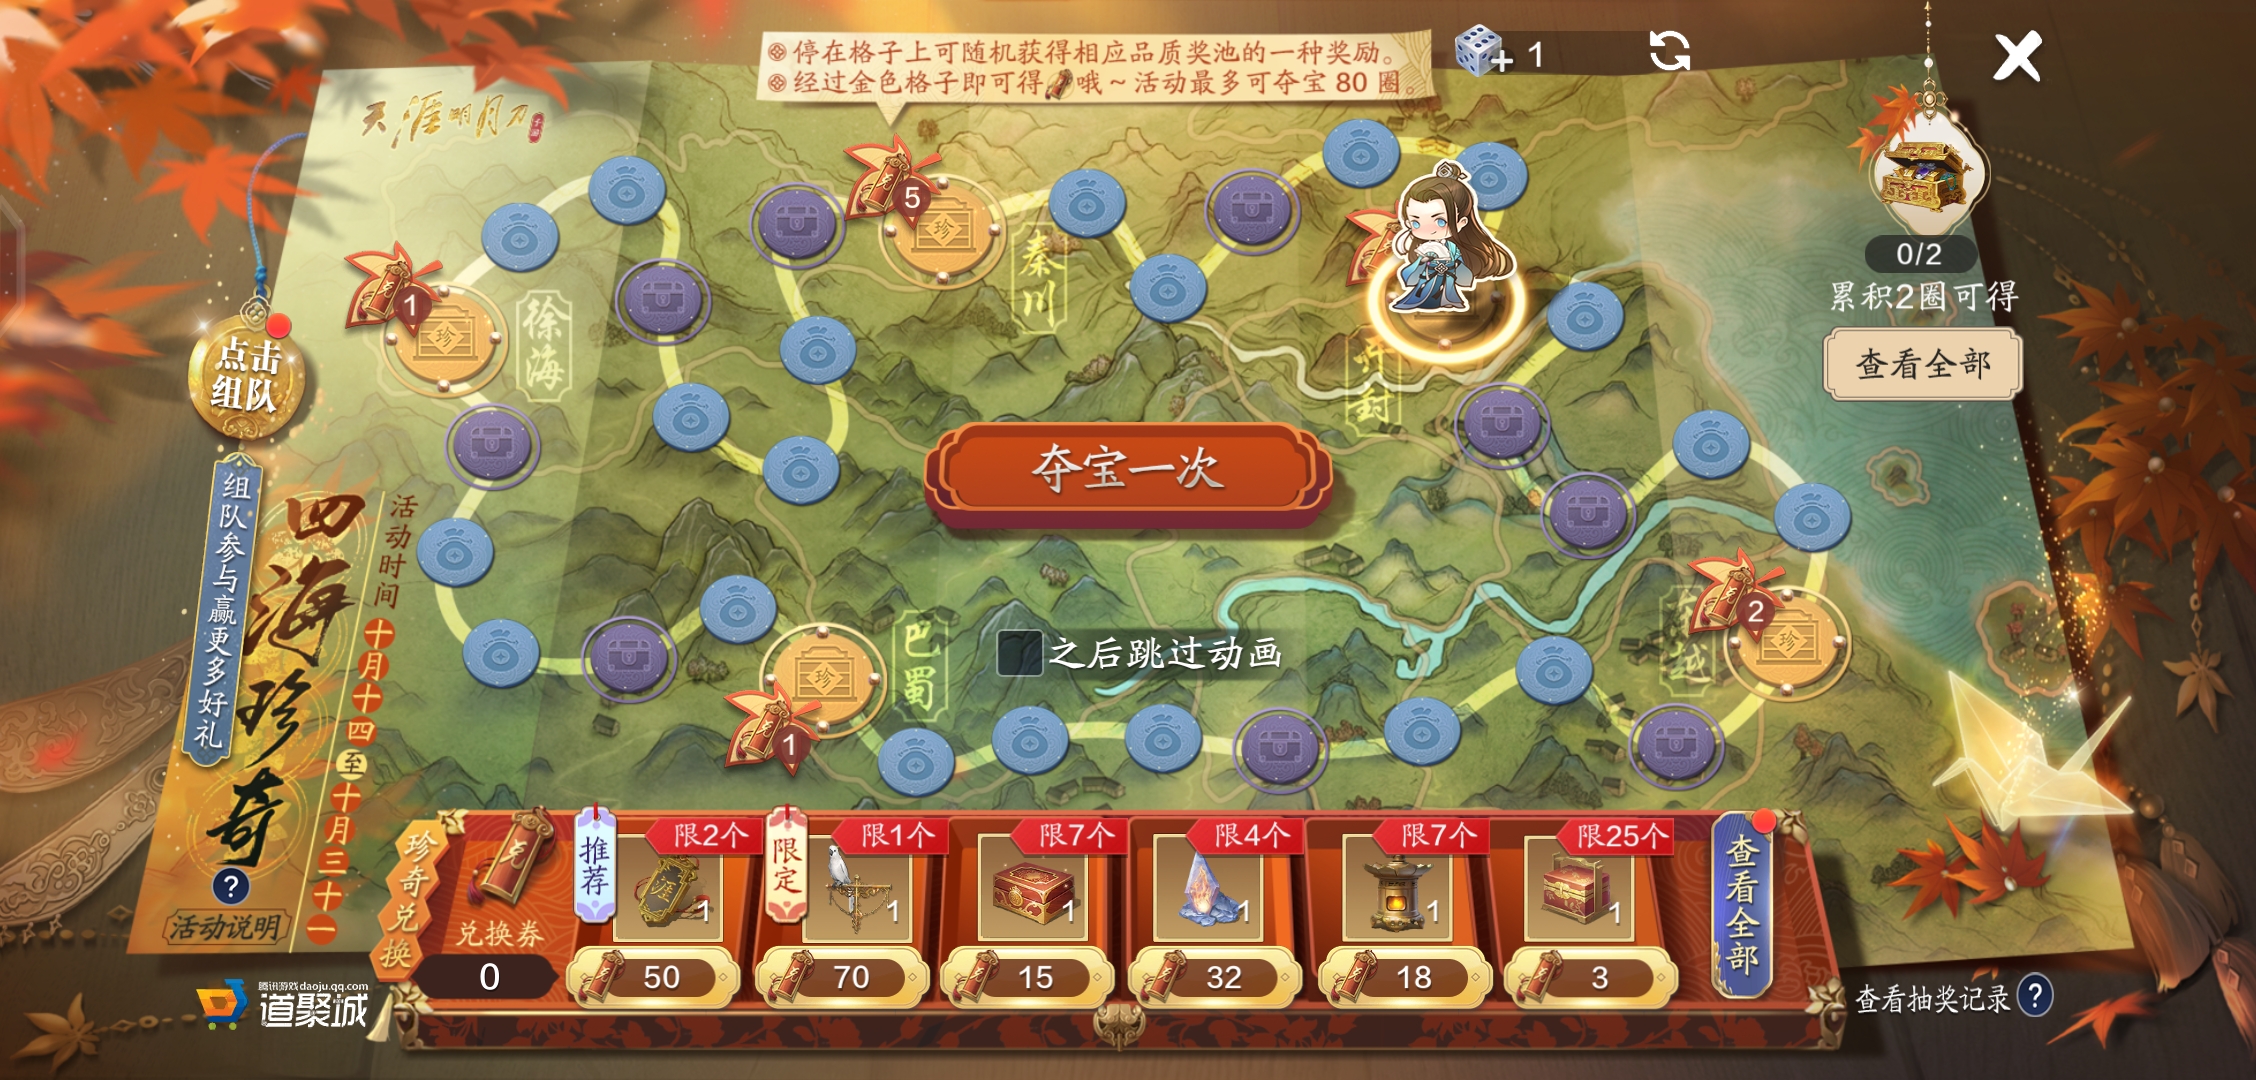 停在格子上可随机获得相应品质奖池的一种奖励。
经过金色格子即可得哦~活动最多可夺宝 80 圈。
1
天涯明月刀
手游
0/2
累积2圈可得
查看全部
点击
组队
组队参与赢更多好礼
四海珍奇
活动时间
十月十四至十月三十一
?
活动说明
1
珍
徐海
5
珍
秦川
开封
2
珍
越
1
珍
巴蜀
夺宝一次
之后跳过动画
珍奇兑换
兑换券
0
推荐
限2个
1
50
限定
限1个
1
70
限7个
1
15
限4个
1
32
限7个
1
18
限25个
1
3
查看全部
腾讯游戏daoju.qq.com
道聚城
查看抽奖记录
?